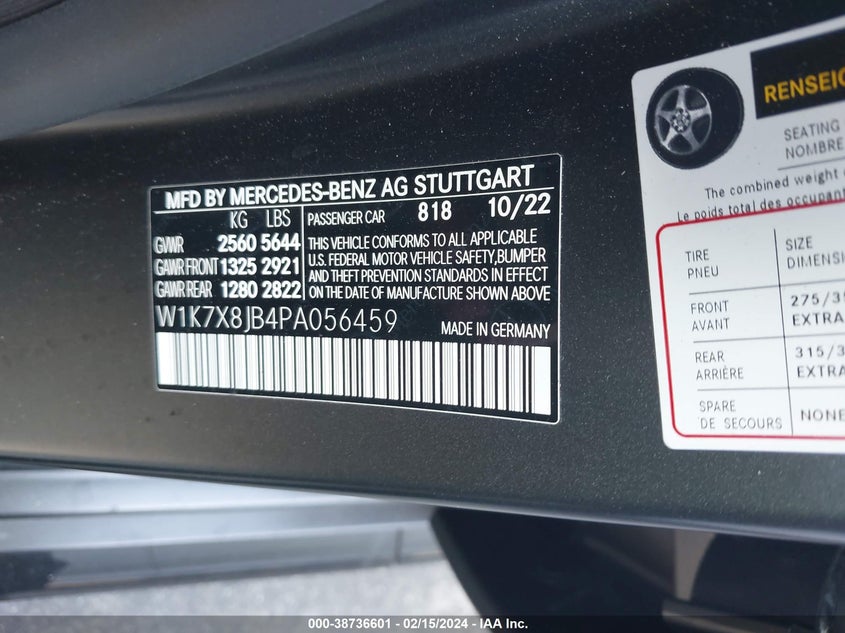 MFD BY MERCEDES-BENZ AG STUTTGART
KG LBS
GVWR 2560 5644
GAWR FRONT 1325 2921
GAWR REAR 1280 2822
PASSENGER CAR 818 10/22
THIS VEHICLE CONFORMS TO ALL APPLICABLE
U.S. FEDERAL MOTOR VEHICLE SAFETY,BUMPER
AND THEFT PREVENTION STANDARDS IN EFFECT
ON THE DATE OF MANUFACTURE SHOWN ABOVE
W1K7X8JB4PA056459
MADE IN GERMANY
RENSEIG
SEATING
NOMBRE
The combined weight
Le poids total des occupant
TIRE
PNEU
SIZE
DIMENSI
FRONT
AVANT
275/3
EXTRA
REAR
ARRIÈRE
315/3
EXTRA
SPARE
DE SECOURS
NONE
000-38736601 - 02/15/2024 - IAA Inc.